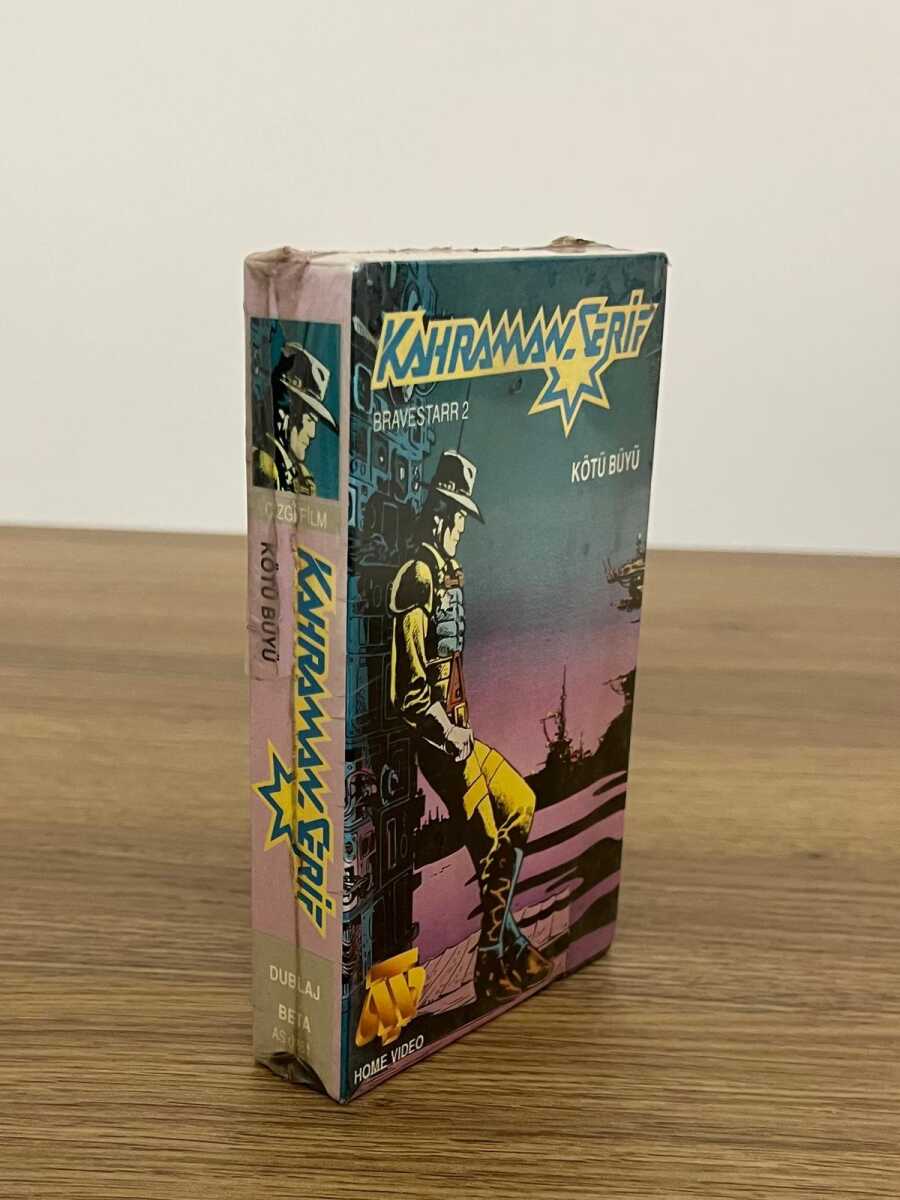 KAHRAMAN ŞERİF
BRAVESTARR 2
KÖTÜ BÜYÜ
HOME VIDEO
ÇİZGİ FİLM
KÖTÜ BÜYÜ
KAHRAMAN ŞERİF
DUBLAJ
BETA